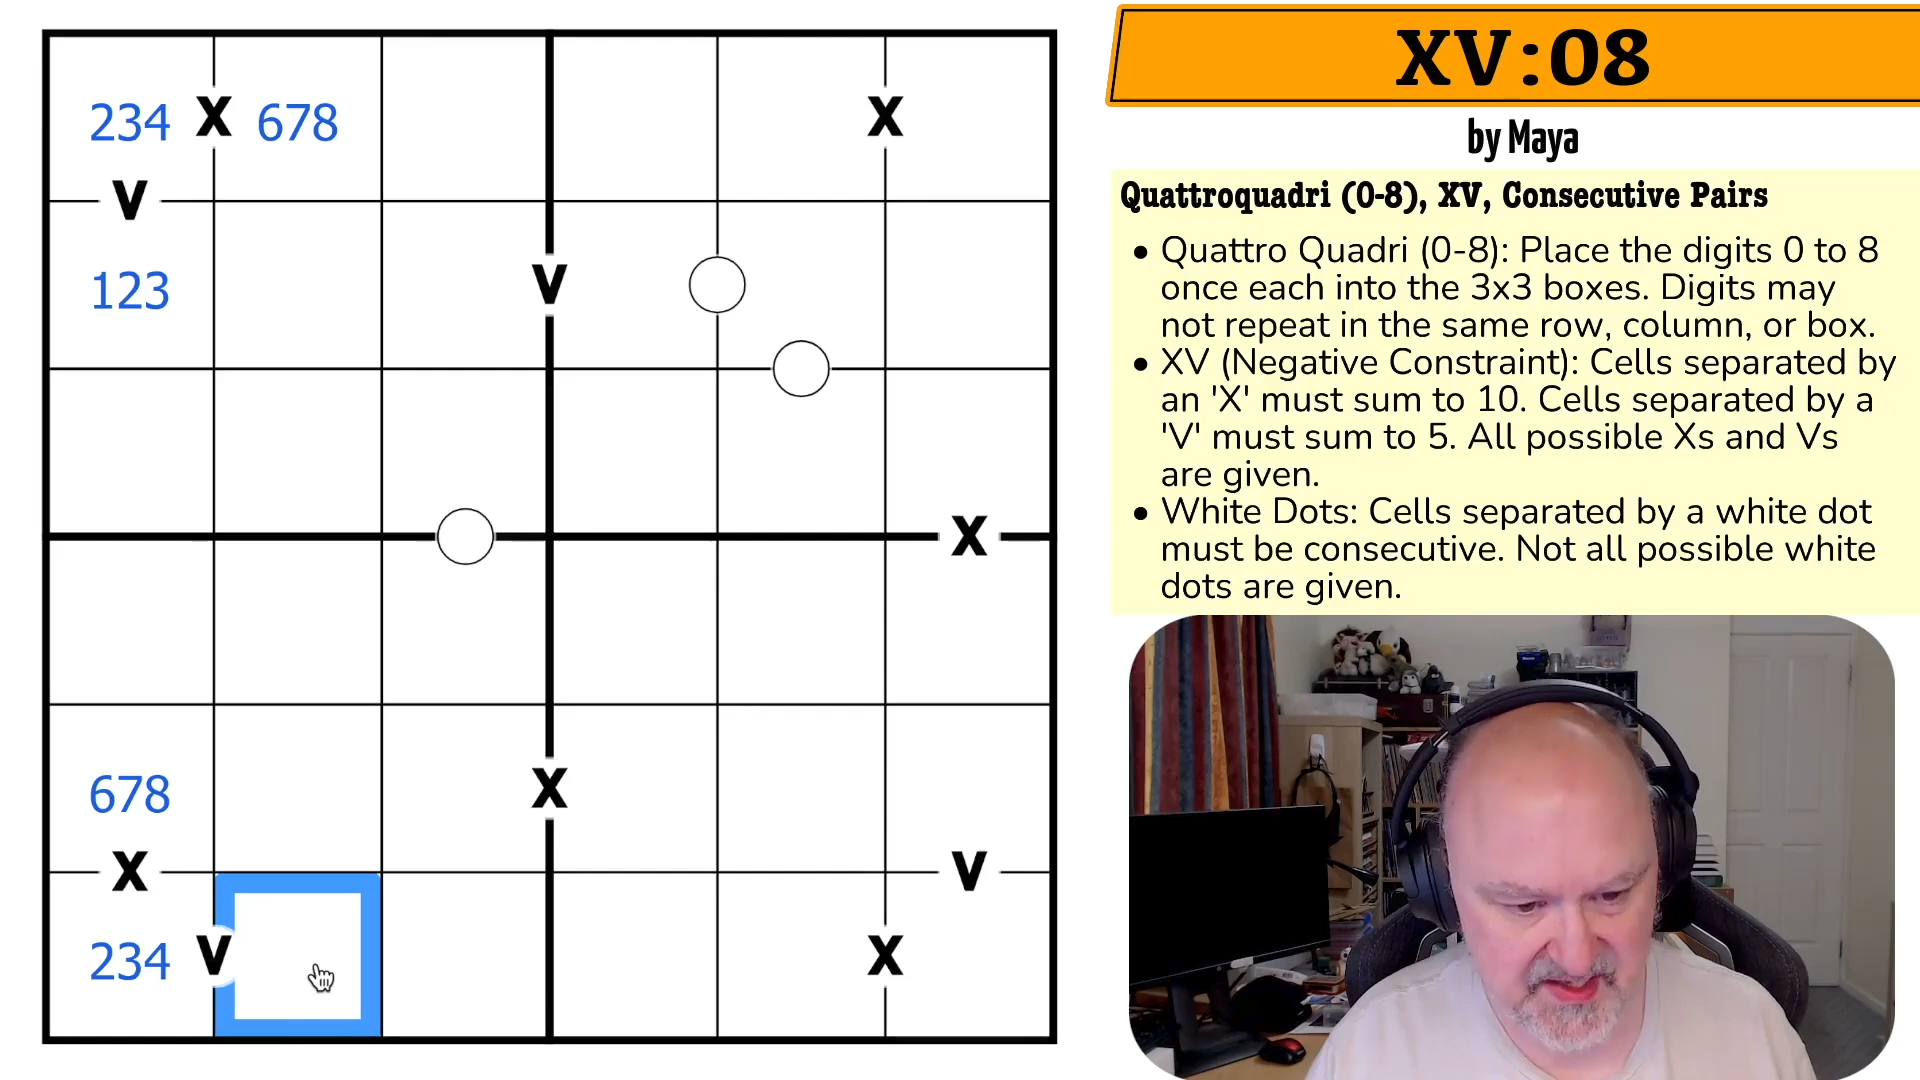 XV:08
by Maya
Quattroquadri (0-8), XV, Consecutive Pairs
• Quattro Quadri (0-8): Place the digits 0 to 8
once each into the 3x3 boxes. Digits may
not repeat in the same row, column, or box.
• XV (Negative Constraint): Cells separated by
an 'X' must sum to 10. Cells separated by a
'V' must sum to 5. All possible Xs and Vs
are given.
• White Dots: Cells separated by a white dot
must be consecutive. Not all possible white
dots are given.
234 X 678 X
V
123 V
X
678 X
X V
234 V X